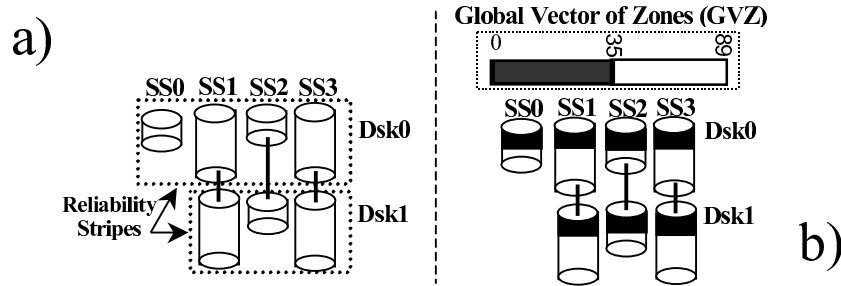 a)
SS0 SS1 SS2 SS3
Dsk0
Reliability
Stripes
Dsk1
Global Vector of Zones (GVZ)
0 35 89
SS0 SS1 SS2 SS3
Dsk0
Dsk1
b)